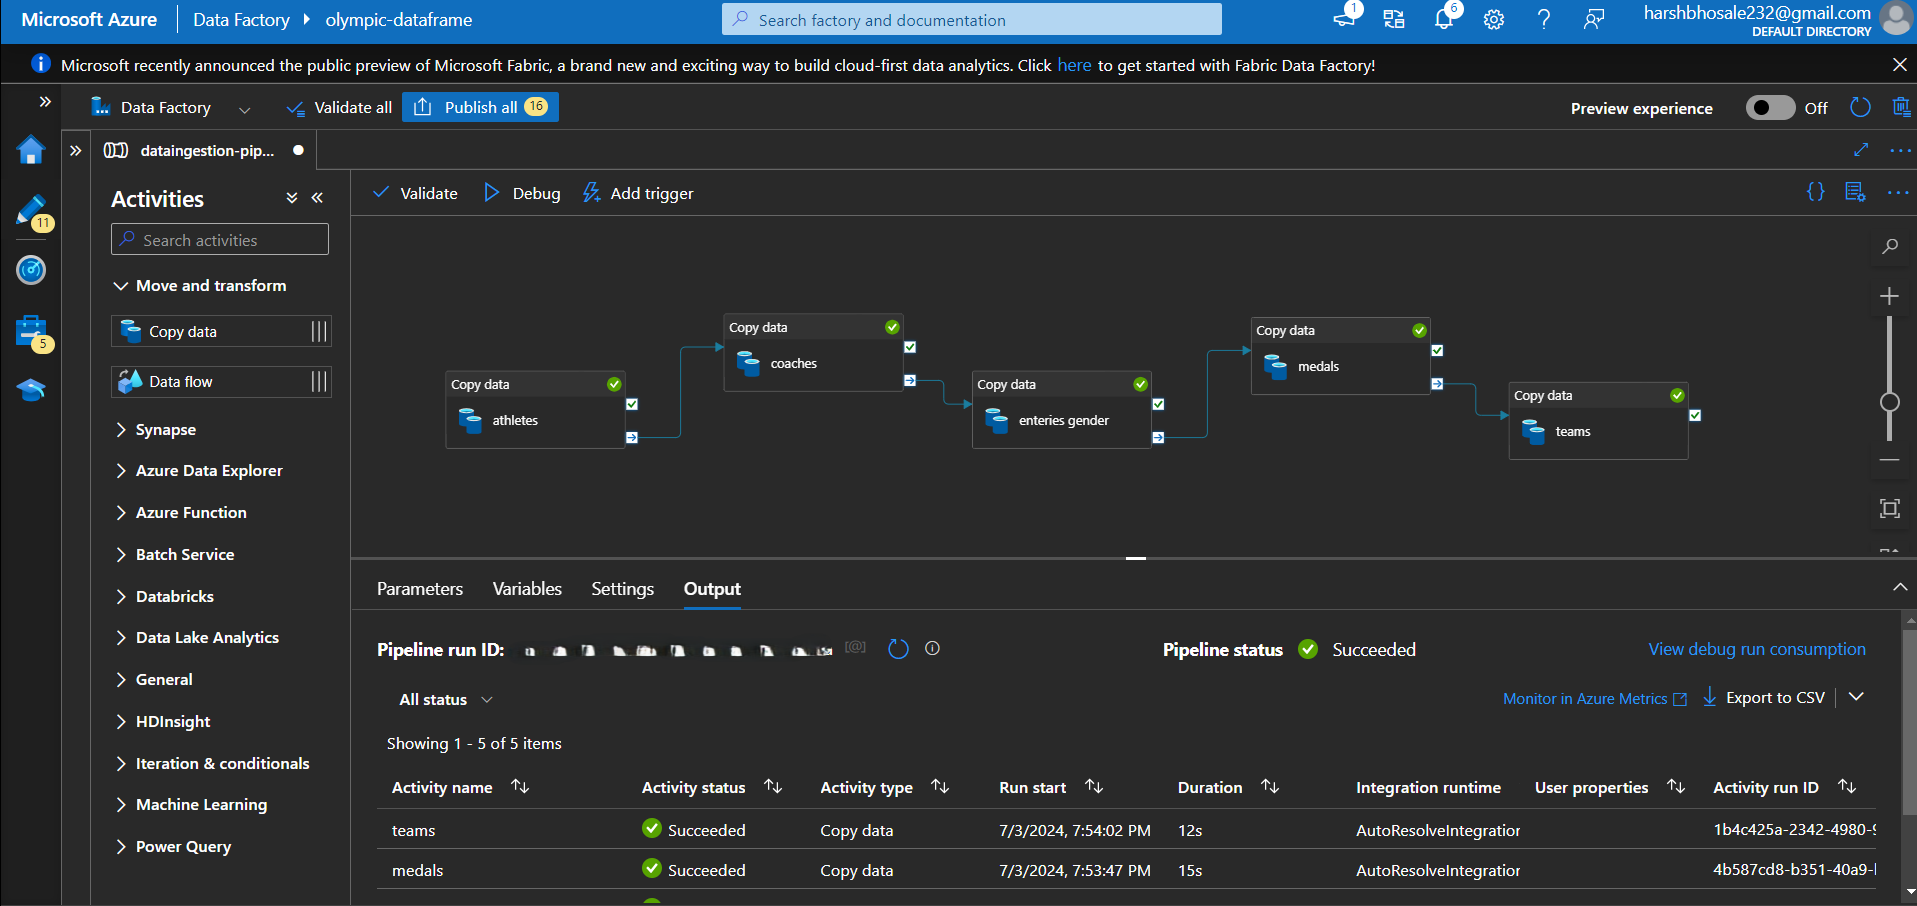 Microsoft Azure Data Factory olympic-dataframe Search factory and documentation 1 6 harshbhosale232@gmail.com
DEFAULT DIRECTORY
Microsoft recently announced the public preview of Microsoft Fabric, a brand new and exciting way to build cloud-first data analytics. Click here to get started with Fabric Data Factory!
Data Factory Validate all Publish all 16 Preview experience Off
dataingestion-pip...
Activities
Validate Debug Add trigger
11
Search activities
Move and transform
Copy data
5
Data flow
Synapse
Azure Data Explorer
Azure Function
Batch Service
Databricks
Data Lake Analytics
General
HDInsight
Iteration & conditionals
Machine Learning
Power Query
Copy data
athletes
Copy data
coaches
Copy data
enteries gender
Copy data
medals
Copy data
teams
Parameters Variables Settings Output
Pipeline run ID: Pipeline status Succeeded View debug run consumption
All status Monitor in Azure Metrics Export to CSV
Showing 1 - 5 of 5 items
Activity name Activity status Activity type Run start Duration Integration runtime User properties Activity run ID
teams Succeeded Copy data 7/3/2024, 7:54:02 PM 12s AutoResolveIntegration 1b4c425a-2342-4980-9
medals Succeeded Copy data 7/3/2024, 7:53:47 PM 15s AutoResolveIntegration 4b587cd8-b351-40a9-